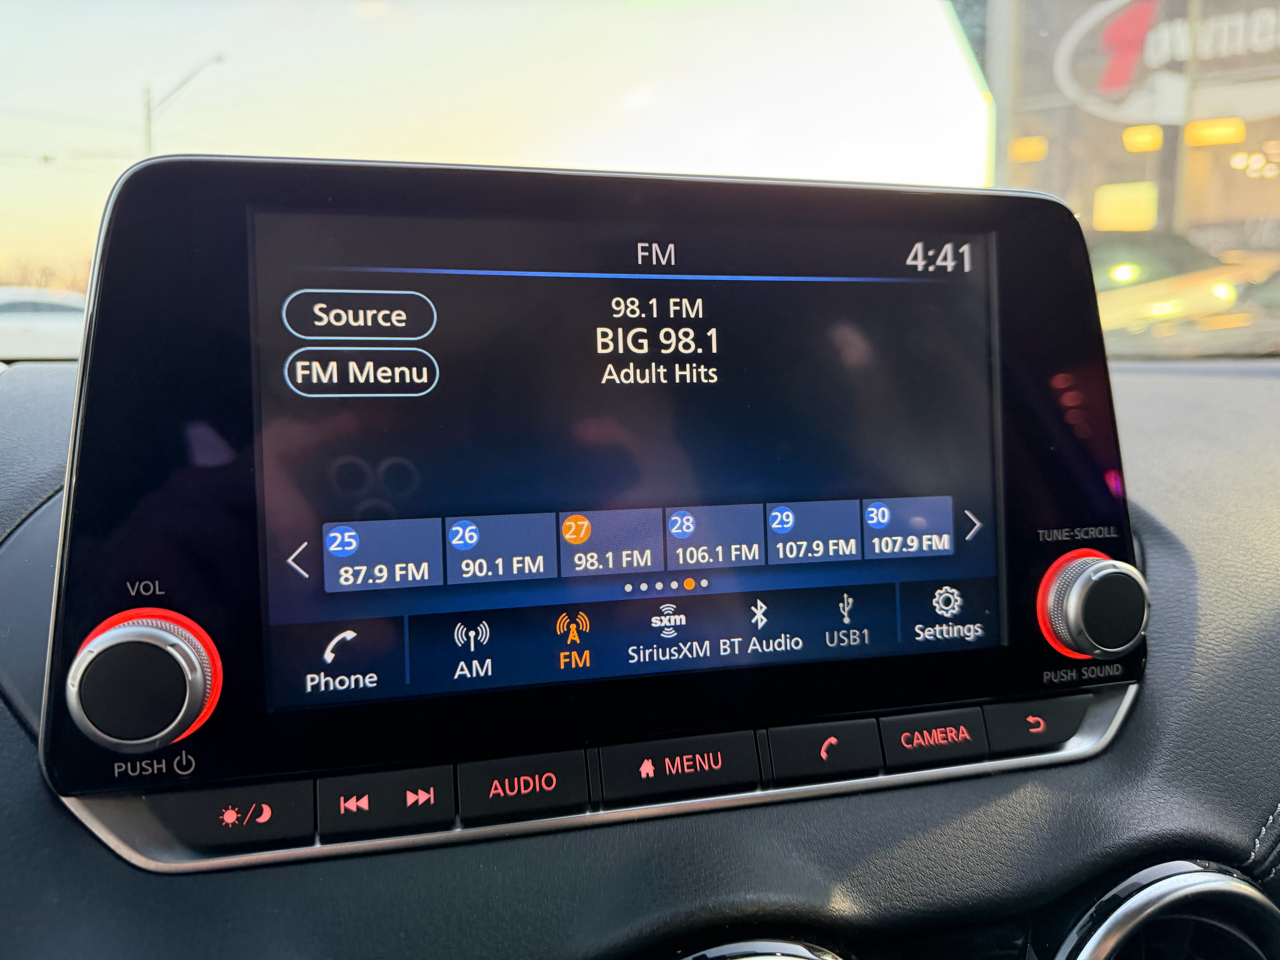 FM
4:41
Source
98.1 FM
BIG 98.1
FM Menu
Adult Hits
25
26
27
28
29
30
87.9 FM
90.1 FM
98.1 FM
106.1 FM
107.9 FM
107.9 FM
TUNE·SCROLL
VOL
sxm
Phone
AM
FM
SiriusXM
BT Audio
USB1
Settings
PUSH SOUND
PUSH
AUDIO
MENU
CAMERA